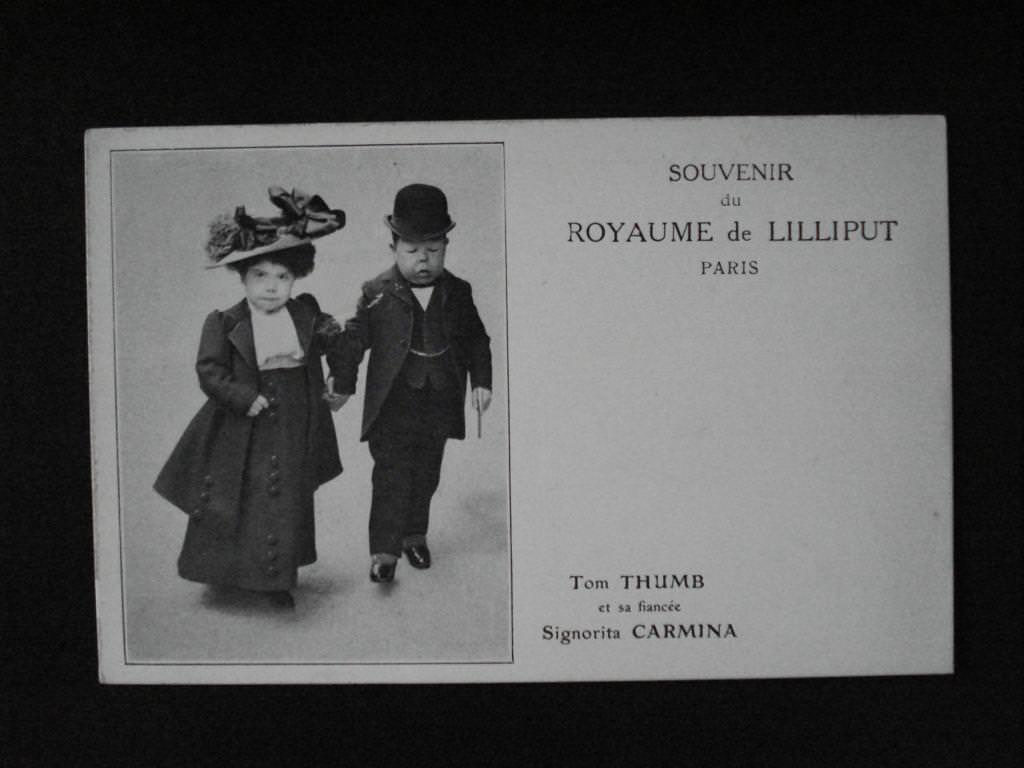 SOUVENIR
du
ROYAUME de LILLIPUT
PARIS
Tom THUMB
et sa fiancée
Signorita CARMINA